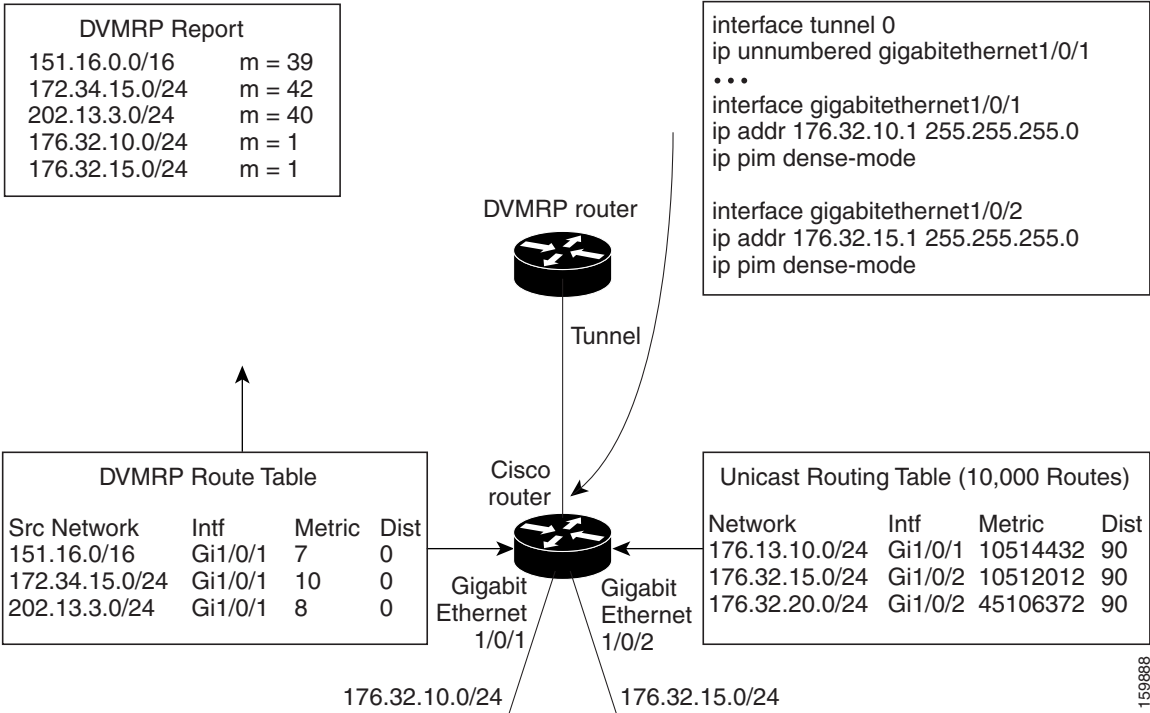 DVMRP Report
151.16.0.0/16 m = 39
172.34.15.0/24 m = 42
202.13.3.0/24 m = 40
176.32.10.0/24 m = 1
176.32.15.0/24 m = 1
interface tunnel 0
ip unnumbered gigabitethernet1/0/1
• • •
interface gigabitethernet1/0/1
ip addr 176.32.10.1 255.255.255.0
ip pim dense-mode
interface gigabitethernet1/0/2
ip addr 176.32.15.1 255.255.255.0
ip pim dense-mode
DVMRP router
Tunnel
Cisco
router
DVMRP Route Table
Src Network Intf Metric Dist
151.16.0/16 Gi1/0/1 7 0
172.34.15.0/24 Gi1/0/1 10 0
202.13.3.0/24 Gi1/0/1 8 0
Unicast Routing Table (10,000 Routes)
Network Intf Metric Dist
176.13.10.0/24 Gi1/0/1 10514432 90
176.32.15.0/24 Gi1/0/2 10512012 90
176.32.20.0/24 Gi1/0/2 45106372 90
Gigabit
Ethernet
1/0/1
Gigabit
Ethernet
1/0/2
176.32.10.0/24
176.32.15.0/24
159888